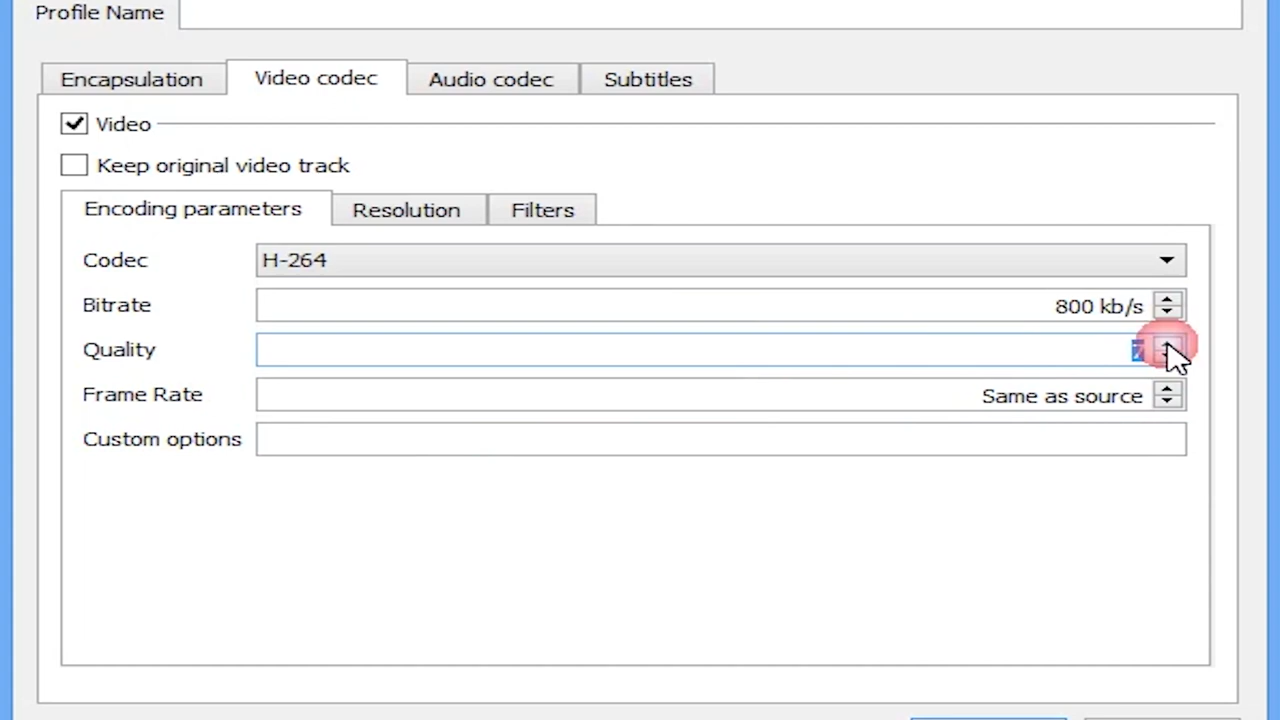 Profile Name
Encapsulation Video codec Audio codec Subtitles
Video
Keep original video track
Encoding parameters Resolution Filters
Codec H-264
Bitrate 800 kb/s
Quality 7
Frame Rate Same as source
Custom options